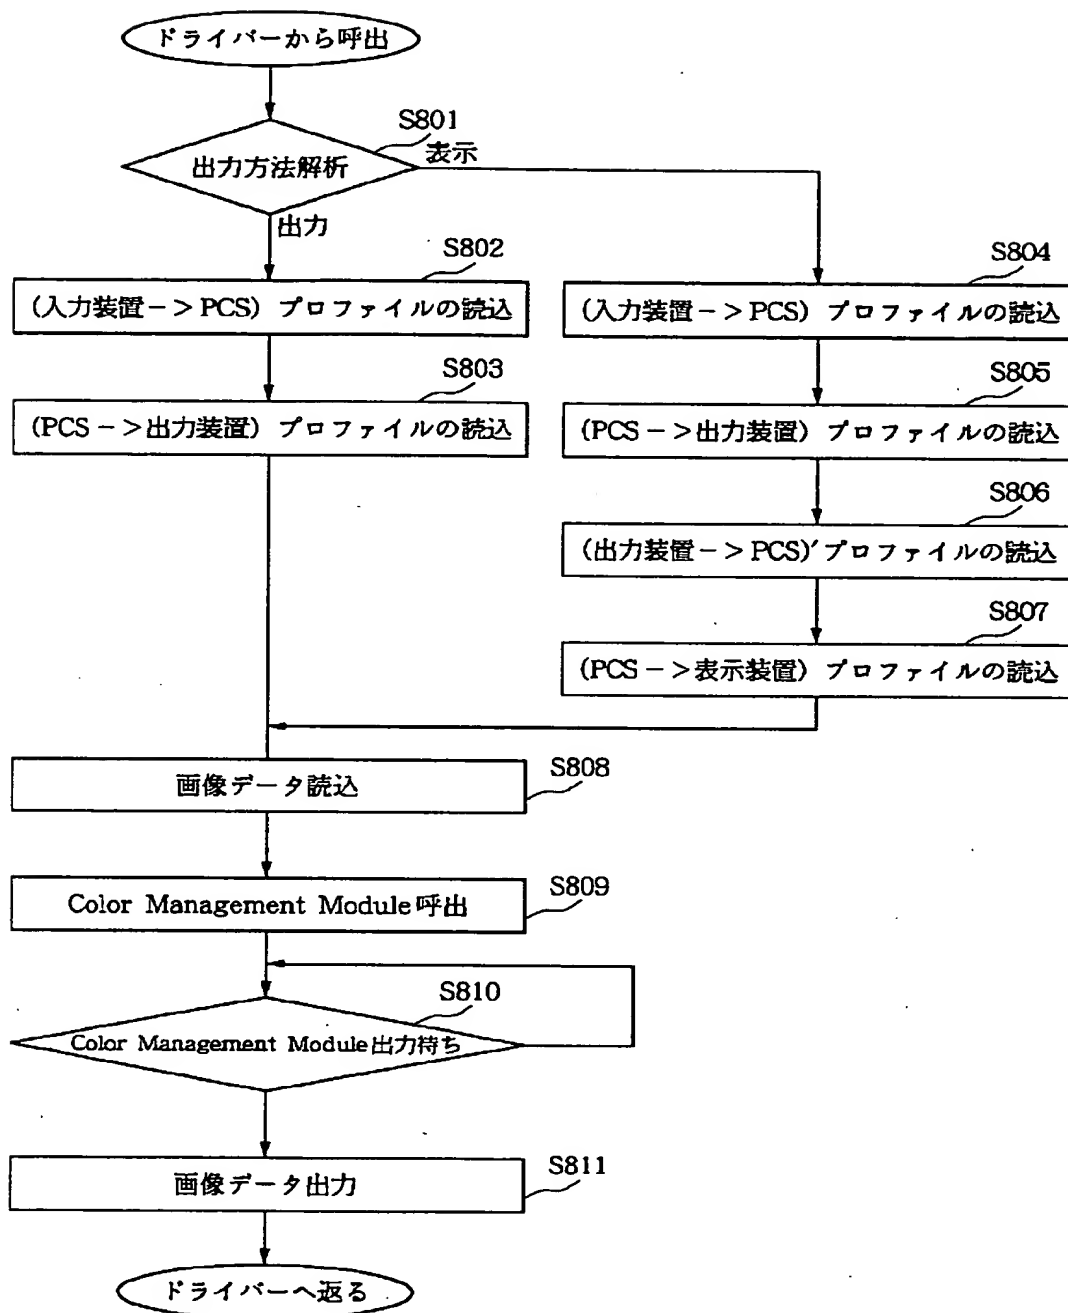 ドライバーから呼出
S801
出力方法解析
表示
出力
S802
(入力装置－>PCS) プロファイルの読込
S803
(PCS－>出力装置) プロファイルの読込
S804
(入力装置－>PCS) プロファイルの読込
S805
(PCS－>出力装置) プロファイルの読込
S806
(出力装置－>PCS)′プロファイルの読込
S807
(PCS－>表示装置) プロファイルの読込
S808
画像データ読込
S809
Color Management Module呼出
S810
Color Management Module出力待ち
S811
画像データ出力
ドライバーへ返る